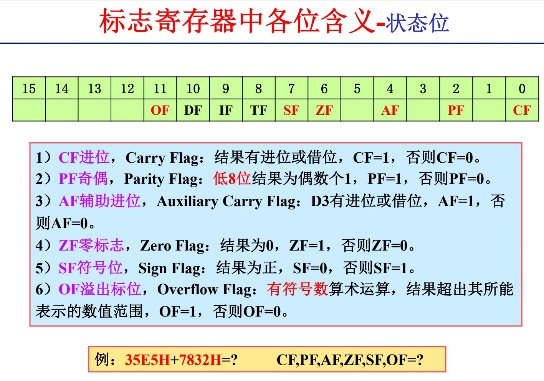 标志寄存器中各位含义-状态位
15 14 13 12 11 10 9 8 7 6 5 4 3 2 1 0
OF DF IF TF SF ZF AF PF CF
1）CF进位，Carry Flag：结果有进位或借位，CF=1，否则CF=0。
2）PF奇偶，Parity Flag：低8位结果为偶数个1，PF=1，否则PF=0。
3）AF辅助进位，Auxiliary Carry Flag：D3有进位或借位，AF=1，否
则AF=0。
4）ZF零标志，Zero Flag：结果为0，ZF=1，否则ZF=0。
5）SF符号位，Sign Flag：结果为正，SF=0，否则SF=1。
6）OF溢出标位，Overflow Flag：有符号数算术运算，结果超出其所能
表示的数值范围，OF=1，否则OF=0。
例：35E5H+7832H=? CF,PF,AF,ZF,SF,OF=?